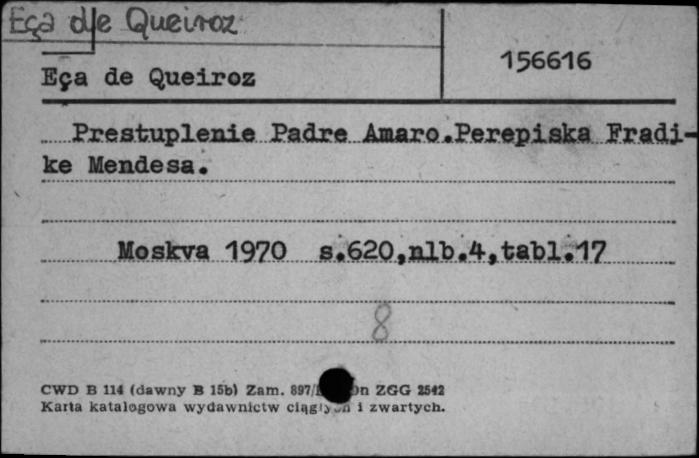 Eça de Queiroz
156616
Eça de Queiroz
Prestuplenie Padre Amaro.Perepiska Fradi-
ke Mendesa.
Moskva 1970 s.620,nlb.4,tabl.17
8
CWD B 114 (dawny B 15b) Zam. 897/ ZGG 2542
Karta katalogowa wydawnictw ciągłych i zwartych.